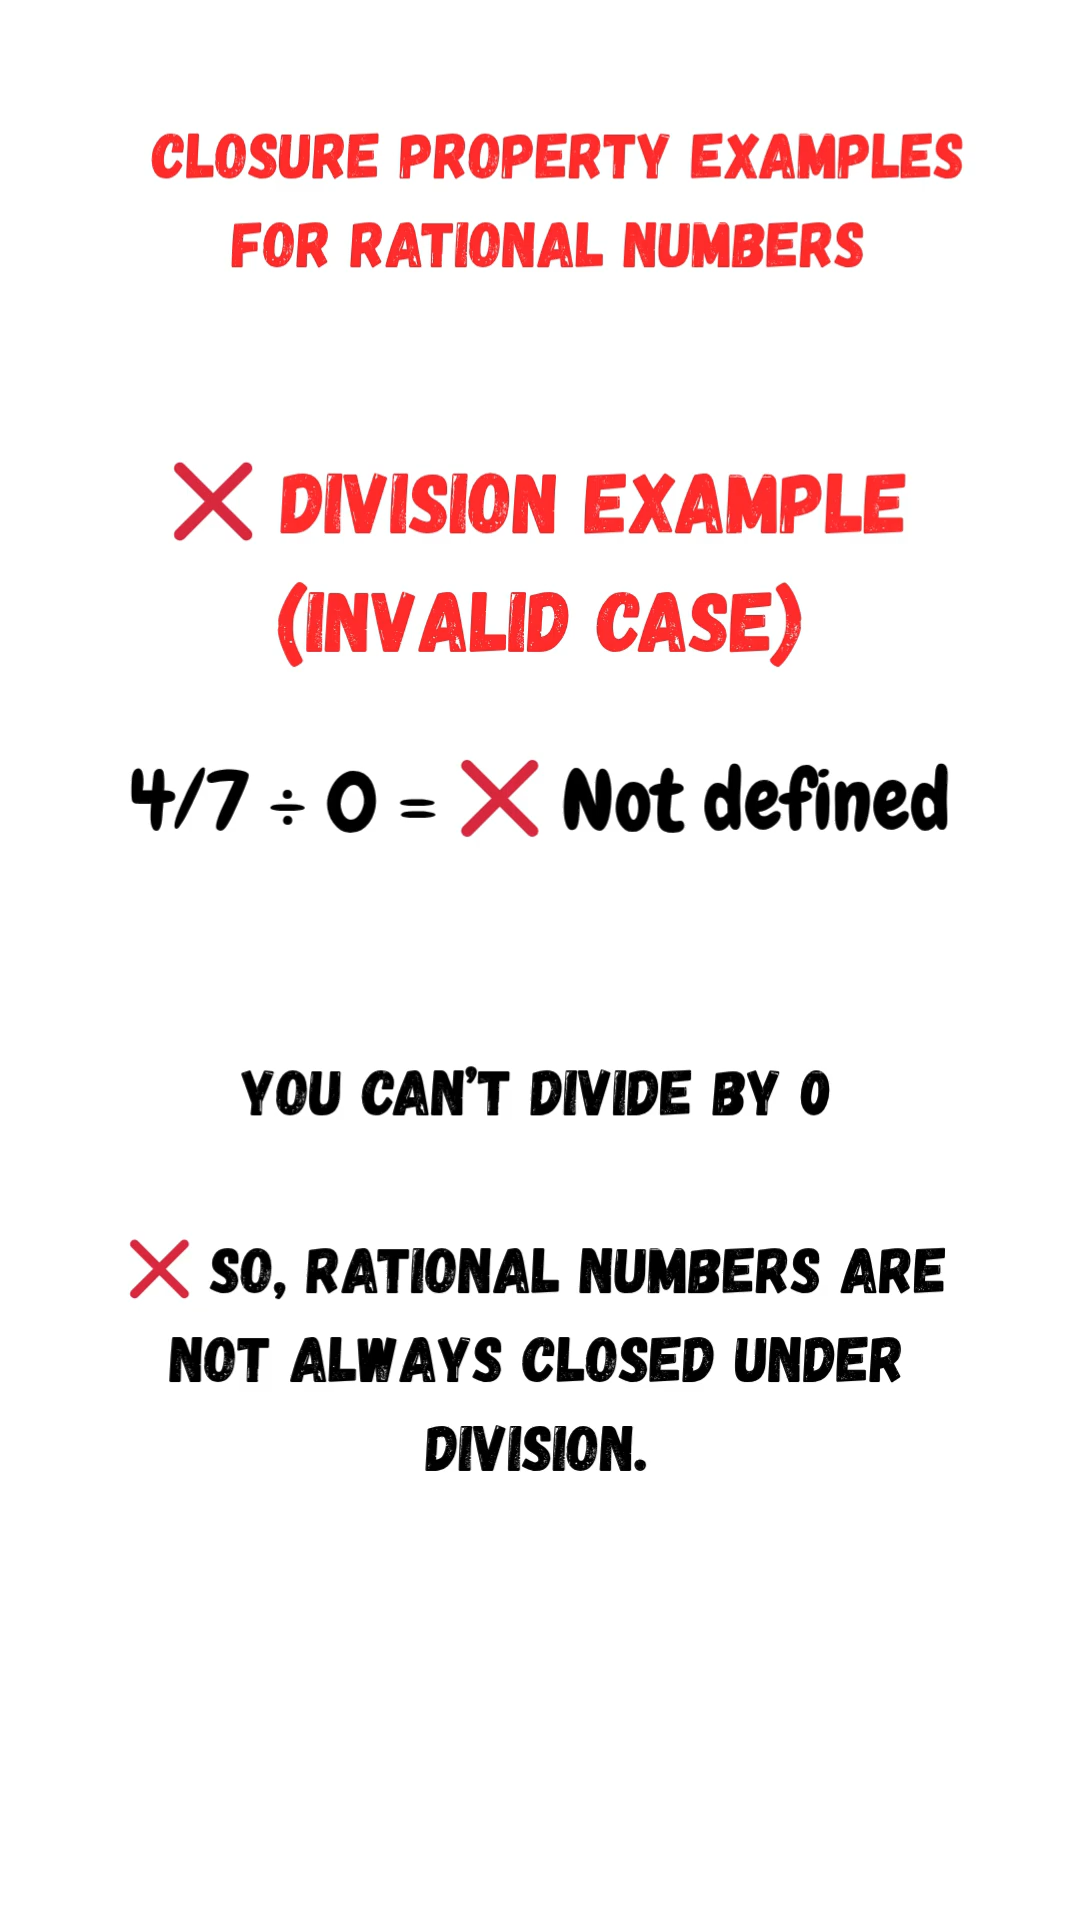 CLOSURE PROPERTY EXAMPLES
FOR RATIONAL NUMBERS
❌ DIVISION EXAMPLE
(INVALID CASE)
4/7 ÷ 0 = ❌ Not defined
YOU CAN’T DIVIDE BY 0
❌ SO, RATIONAL NUMBERS ARE
NOT ALWAYS CLOSED UNDER
DIVISION.